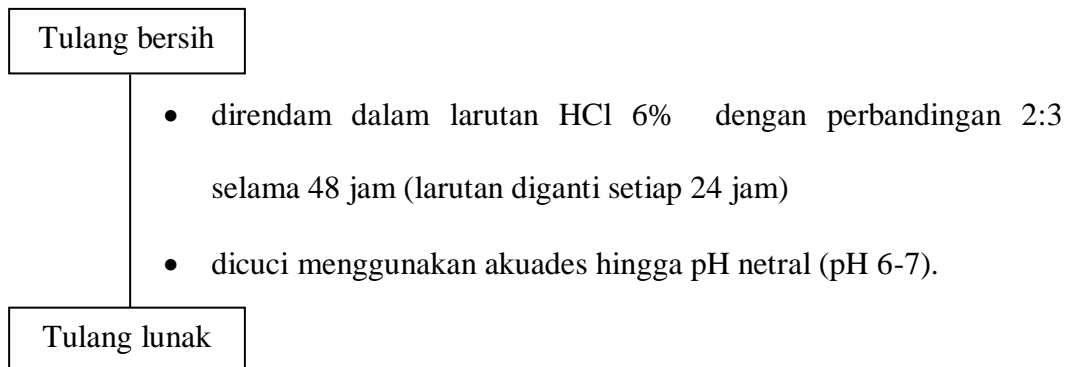 Tulang bersih
• direndam dalam larutan HCl 6% dengan perbandingan 2:3
selama 48 jam (larutan diganti setiap 24 jam)
• dicuci menggunakan akuades hingga pH netral (pH 6-7).
Tulang lunak